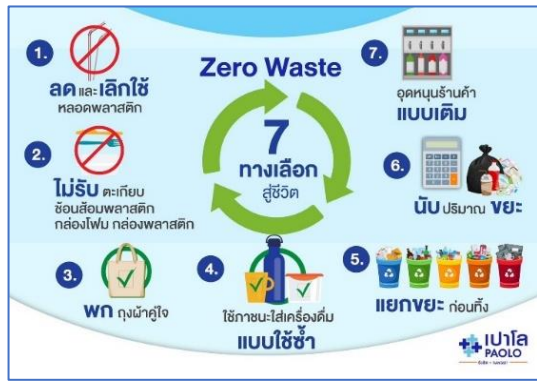 Zero Waste
7
ทางเลือก
สู่ชีวิต
1.
ลด และ เลิกใช้
หลอดพลาสติก
2.
ไม่รับ ตะเกียบ
ช้อนส้อมพลาสติก
กล่องโฟม กล่องพลาสติก
3.
พก ถุงผ้าคู่ใจ
4.
ใช้ภาชนะใส่เครื่องดื่ม
แบบใช้ซ้ำ
5.
แยกขยะ ก่อนทิ้ง
6.
นับ ปริมาณ ขยะ
7.
อุดหนุนร้านค้า
แบบเติม
เปาโล
PAOLO